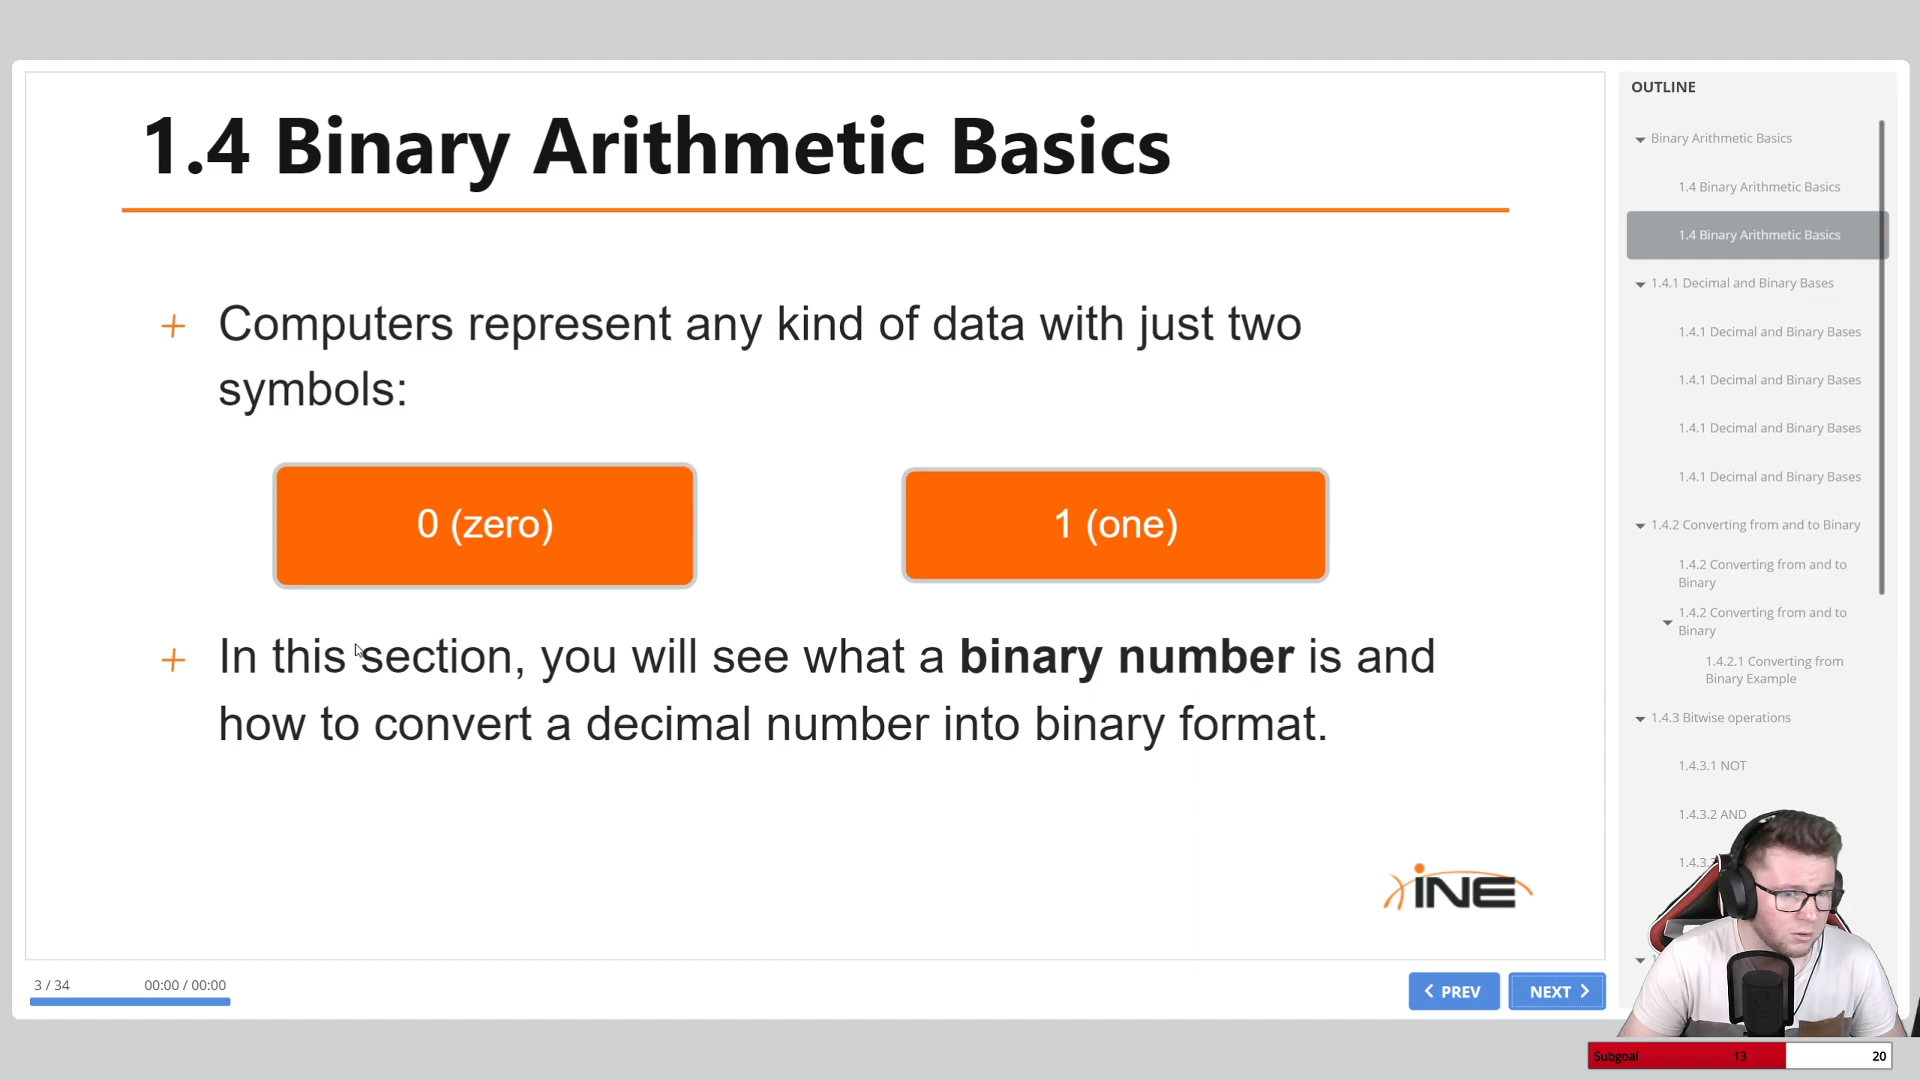 1.4 Binary Arithmetic Basics
+ Computers represent any kind of data with just two
symbols:
0 (zero)
1 (one)
+ In this section, you will see what a binary number is and
how to convert a decimal number into binary format.
iNE
3 / 34
00:00 / 00:00
PREV
NEXT
OUTLINE
Binary Arithmetic Basics
1.4 Binary Arithmetic Basics
1.4 Binary Arithmetic Basics
1.4.1 Decimal and Binary Bases
1.4.1 Decimal and Binary Bases
1.4.1 Decimal and Binary Bases
1.4.1 Decimal and Binary Bases
1.4.1 Decimal and Binary Bases
1.4.2 Converting from and to Binary
1.4.2 Converting from and to
Binary
1.4.2 Converting from and to
Binary
1.4.2.1 Converting from
Binary Example
1.4.3 Bitwise operations
1.4.3.1 NOT
1.4.3.2 AND
Subgoal 13 20